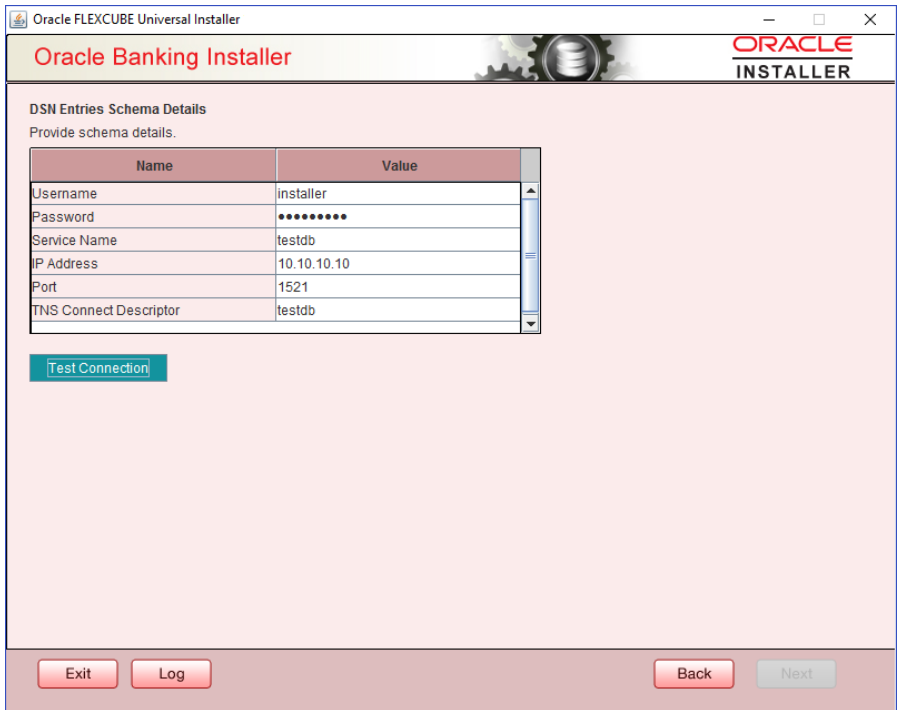 Oracle FLEXCUBE Universal Installer
Oracle Banking Installer
ORACLE
INSTALLER
DSN Entries Schema Details
Provide schema details.
Name Value
Username installer
Password •••••••••
Service Name testdb
IP Address 10.10.10.10
Port 1521
TNS Connect Descriptor testdb
Test Connection
Exit Log Back Next